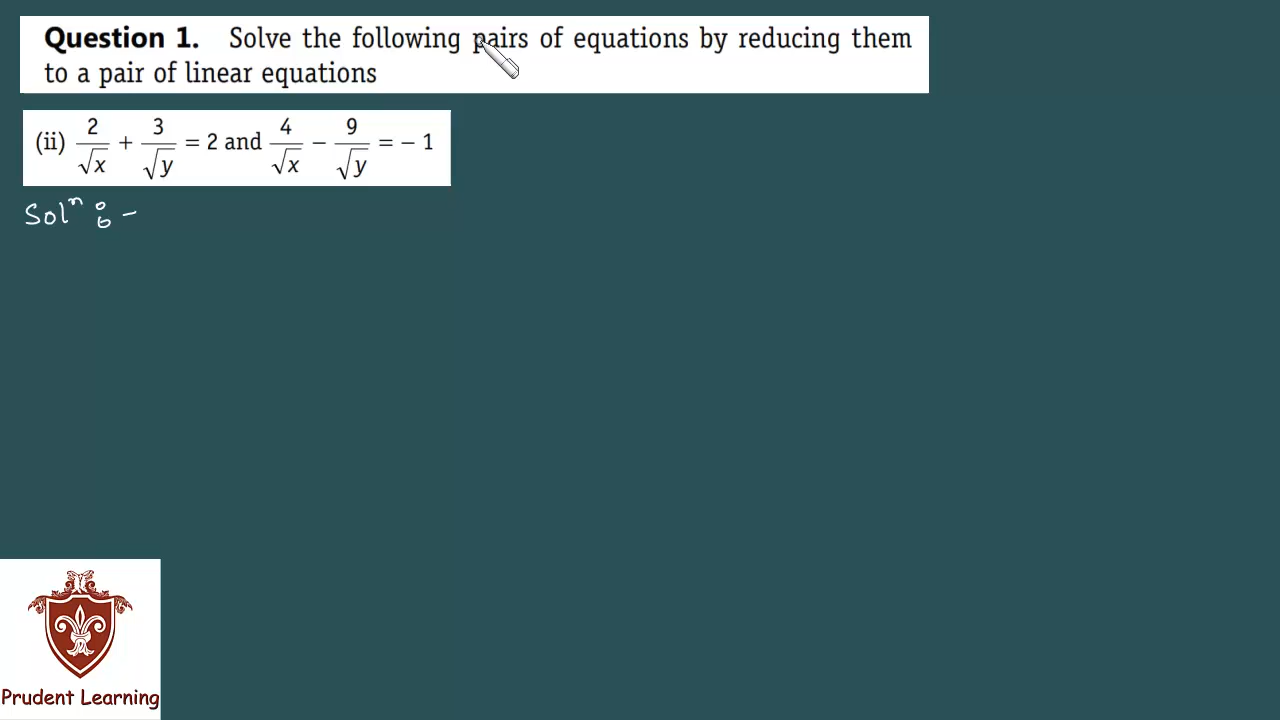 Question 1. Solve the following pairs of equations by reducing them
to a pair of linear equations
(ii) 2/√x + 3/√y = 2 and 4/√x − 9/√y = − 1
Solⁿ : −
Prudent Learning